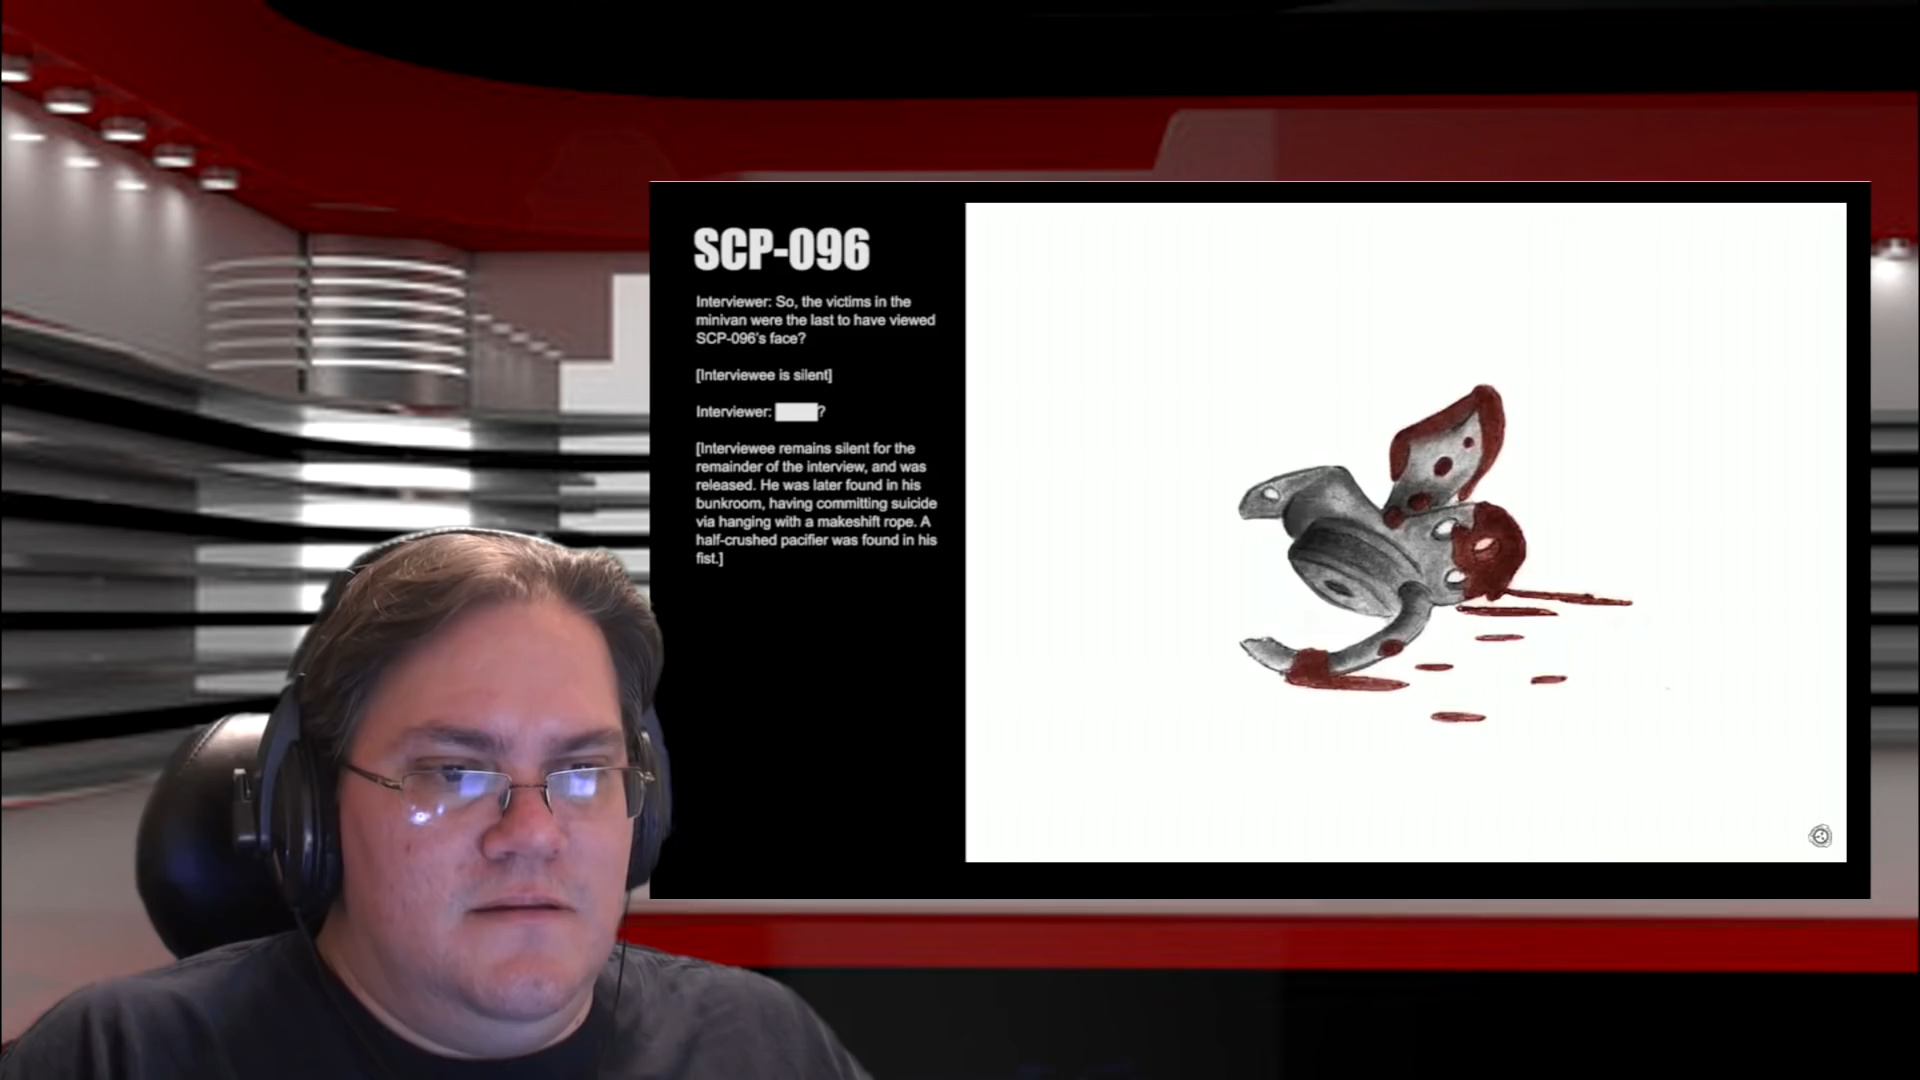 SCP-096
Interviewer: So, the victims in the
minivan were the last to have viewed
SCP-096's face?
[Interviewee is silent]
Interviewer: ?
[Interviewee remains silent for the
remainder of the interview, and was
released. He was later found in his
bunkroom, having committing suicide
via hanging with a makeshift rope. A
half-crushed pacifier was found in his
fist.]